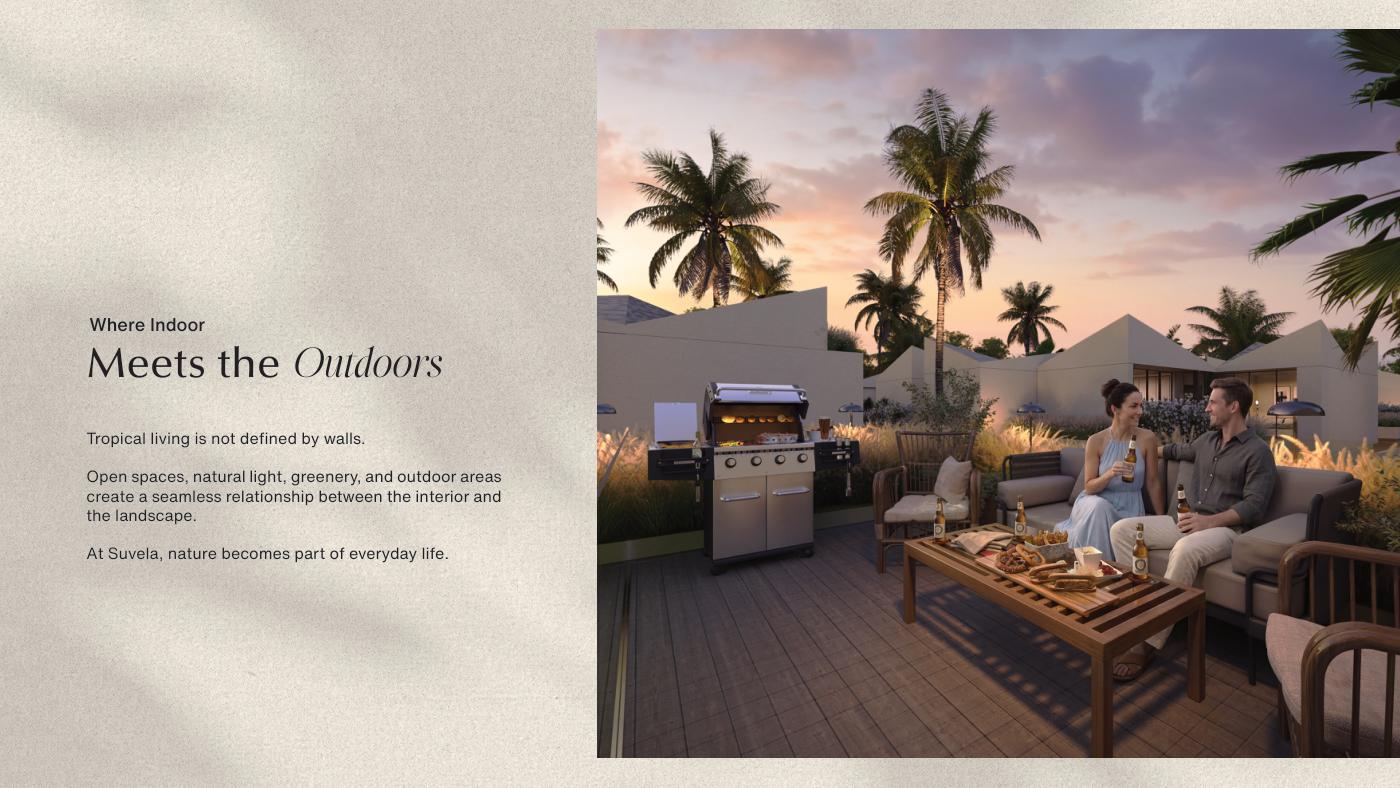 Where Indoor
Meets the Outdoors
Tropical living is not defined by walls.
Open spaces, natural light, greenery, and outdoor areas
create a seamless relationship between the interior and
the landscape.
At Suvela, nature becomes part of everyday life.